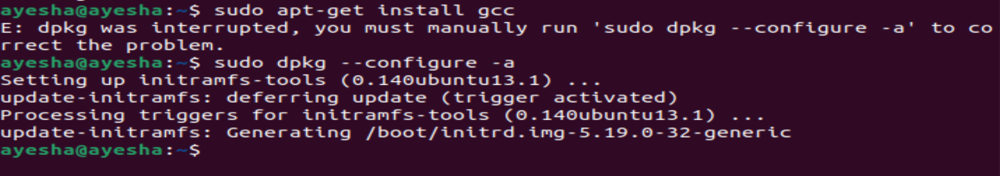 ayesha@ayesha:~$ sudo apt-get install gcc
E: dpkg was interrupted, you must manually run 'sudo dpkg --configure -a' to co
rrect the problem.
ayesha@ayesha:~$ sudo dpkg --configure -a
Setting up initramfs-tools (0.140ubuntu13.1) ...
update-initramfs: deferring update (trigger activated)
Processing triggers for initramfs-tools (0.140ubuntu13.1) ...
update-initramfs: Generating /boot/initrd.img-5.19.0-32-generic
ayesha@ayesha:~$